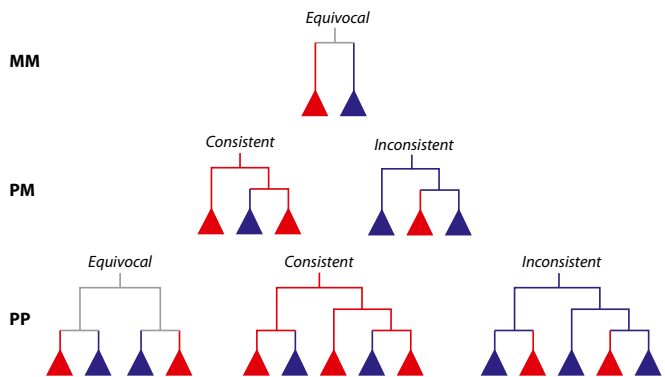 Equivocal
MM
Consistent Inconsistent
PM
Equivocal Consistent Inconsistent
PP